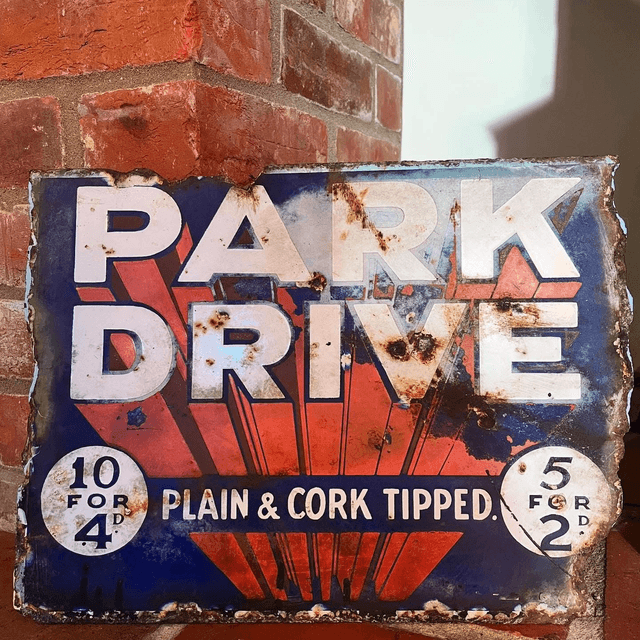 PARK
DRIVE
10
FOR
4D
PLAIN & CORK TIPPED.
5
FOR
2D.